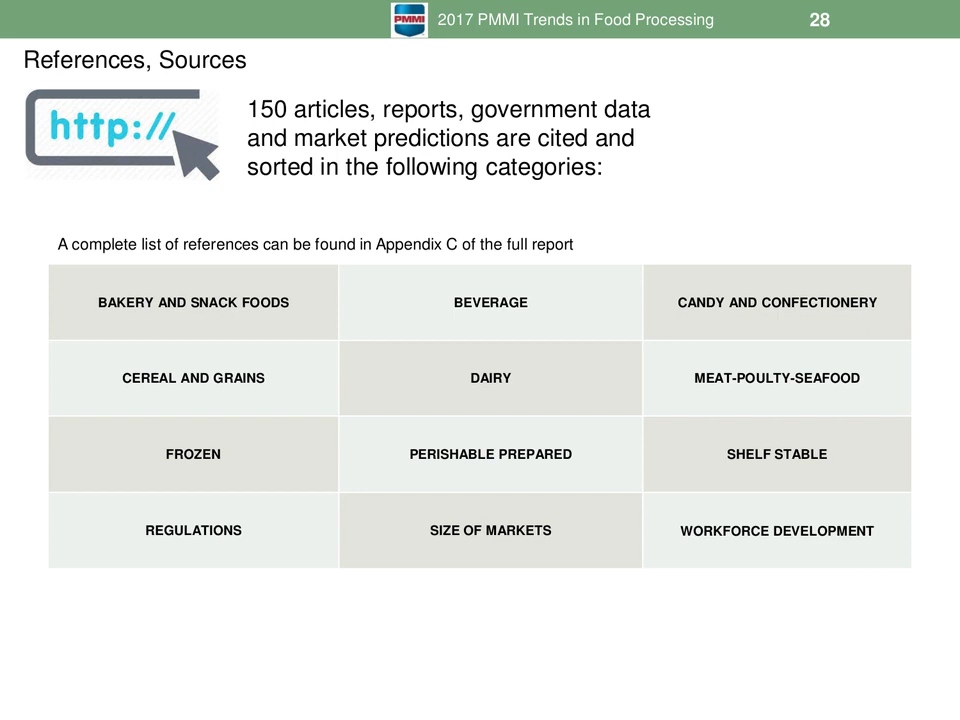 PMMI
2017 PMMI Trends in Food Processing
28
References, Sources
http://
150 articles, reports, government data
and market predictions are cited and
sorted in the following categories:
A complete list of references can be found in Appendix C of the full report
BAKERY AND SNACK FOODS
BEVERAGE
CANDY AND CONFECTIONERY
CEREAL AND GRAINS
DAIRY
MEAT-POULTY-SEAFOOD
FROZEN
PERISHABLE PREPARED
SHELF STABLE
REGULATIONS
SIZE OF MARKETS
WORKFORCE DEVELOPMENT